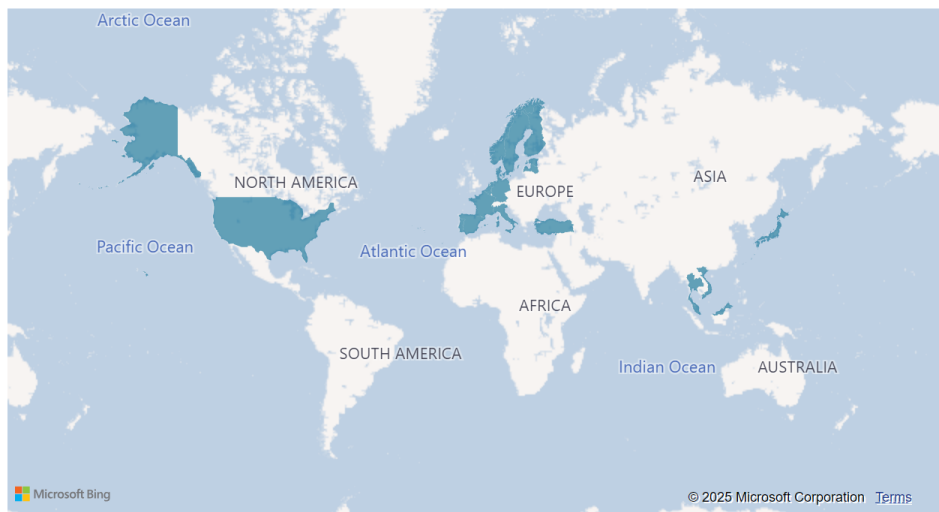 Arctic Ocean
NORTH AMERICA
EUROPE
ASIA
Pacific Ocean
Atlantic Ocean
AFRICA
SOUTH AMERICA
Indian Ocean
AUSTRALIA
Microsoft Bing
© 2025 Microsoft Corporation Terms